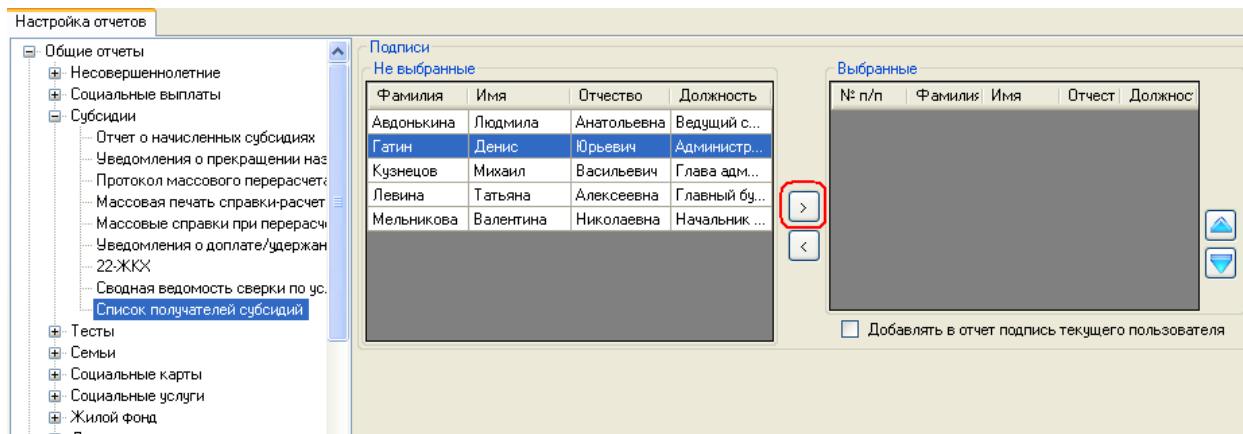 Настройка отчетов
Общие отчеты
Несовершеннолетние
Социальные выплаты
Субсидии
Отчет о начисленных субсидиях
Уведомления о прекращении наз
Протокол массового перерасчета
Массовая печать справки-расчет
Массовые справки при перерасч
Уведомления о доплате/удержан
22-ЖКХ
Сводная ведомость сверки по ус.
Список получателей субсидий
Тесты
Семьи
Социальные карты
Социальные услуги
Жилой фонд
Подписи
Не выбранные
Фамилия Имя Отчество Должность
Авдонькина Людмила Анатольевна Ведущий с...
Гатин Денис Юрьевич Администр...
Кузнецов Михаил Васильевич Глава адм...
Левина Татьяна Алексеевна Главный бу...
Мельникова Валентина Николаевна Начальник ...
>
<
Выбранные
№ п/п Фамилия Имя Отчест Должнос
Добавлять в отчет подпись текущего пользователя